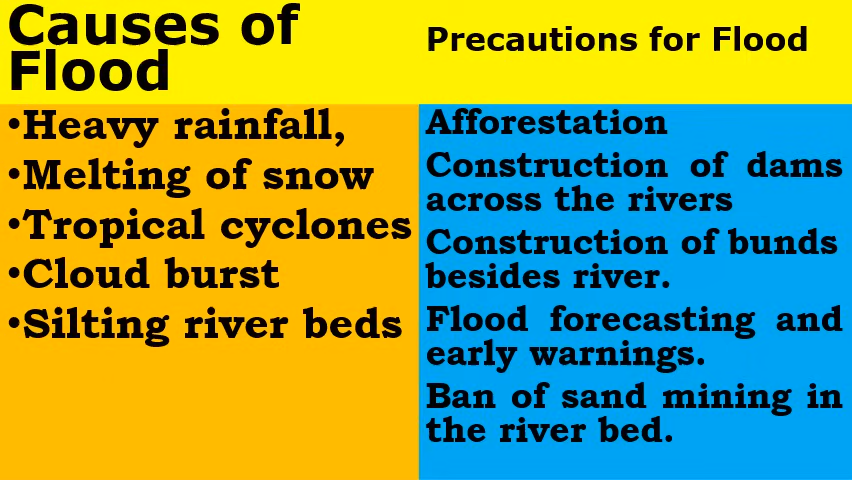 Causes of
Flood
Precautions for Flood
•Heavy rainfall,
•Melting of snow
•Tropical cyclones
•Cloud burst
•Silting river beds
Afforestation
Construction of dams
across the rivers
Construction of bunds
besides river.
Flood forecasting and
early warnings.
Ban of sand mining in
the river bed.